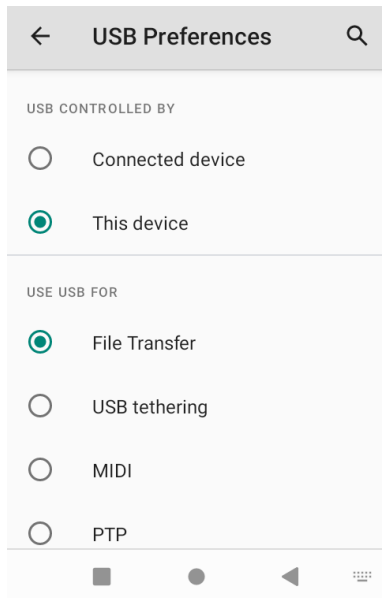 USB Preferences
USB CONTROLLED BY
Connected device
This device
USE USB FOR
File Transfer
USB tethering
MIDI
PTP